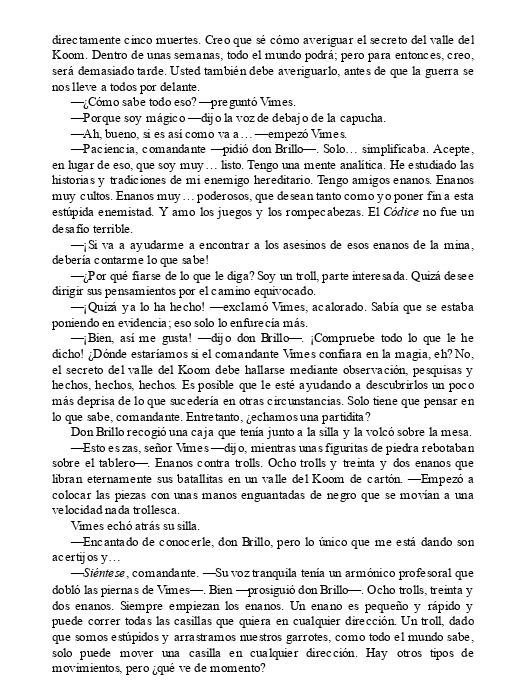 directamente cinco muertes. Creo que sé cómo averiguar el secreto del valle del
Koom. Dentro de unas semanas, todo el mundo podrá; pero para entonces, creo,
será demasiado tarde. Usted también debe averiguarlo, antes de que la guerra se
nos lleve a todos por delante.
—¿Cómo sabe todo eso? —preguntó Vimes.
—Porque soy mágico —dijo la voz de debajo de la capucha.
—Ah, bueno, si es así como va a… —empezó Vimes.
—Paciencia, comandante —pidió don Brillo—. Solo… simplificaba. Acepte,
en lugar de eso, que soy muy… listo. Tengo una mente analítica. He estudiado las
historias y tradiciones de mi enemigo hereditario. Tengo amigos enanos. Enanos
muy cultos. Enanos muy… poderosos, que desean tanto como yo poner fin a esta
estúpida enemistad. Y amo los juegos y los rompecabezas. El Códice no fue un
desafío terrible.
—¡Si va a ayudarme a encontrar a los asesinos de esos enanos de la mina,
debería contarme lo que sabe!
—¿Por qué fiarse de lo que le diga? Soy un troll, parte interesada. Quizá desee
dirigir sus pensamientos por el camino equivocado.
—¡Quizá ya lo ha hecho! —exclamó Vimes, acalorado. Sabía que se estaba
poniendo en evidencia; eso solo lo enfurecía más.
—¡Bien, así me gusta! —dijo don Brillo—. ¡Compruebe todo lo que le he
dicho! ¿Dónde estaríamos si el comandante Vimes confiara en la magia, eh? No,
el secreto del valle del Koom debe hallarse mediante observación, pesquisas y
hechos, hechos, hechos. Es posible que le esté ayudando a descubrirlos un poco
más deprisa de lo que sucedería en otras circunstancias. Solo tiene que pensar en
lo que sabe, comandante. Entretanto, ¿echamos una partidita?
Don Brillo recogió una caja que tenía junto a la silla y la volcó sobre la mesa.
—Esto es zas, señor Vimes —dijo, mientras unas figuritas de piedra rebotaban
sobre el tablero—. Enanos contra trolls. Ocho trolls y treinta y dos enanos que
libran eternamente sus batallitas en un valle del Koom de cartón. —Empezó a
colocar las piezas con unas manos enguantadas de negro que se movían a una
velocidad nada trollesca.
Vimes echó atrás su silla.
—Encantado de conocerle, don Brillo, pero lo único que me está dando son
acertijos y…
—Siéntese, comandante. —Su voz tranquila tenía un armónico profesoral que
dobló las piernas de Vimes—. Bien —prosiguió don Brillo—. Ocho trolls, treinta y
dos enanos. Siempre empiezan los enanos. Un enano es pequeño y rápido y
puede correr todas las casillas que quiera en cualquier dirección. Un troll, dado
que somos estúpidos y arrastramos nuestros garrotes, como todo el mundo sabe,
solo puede mover una casilla en cualquier dirección. Hay otros tipos de
movimientos, pero ¿qué ve de momento?